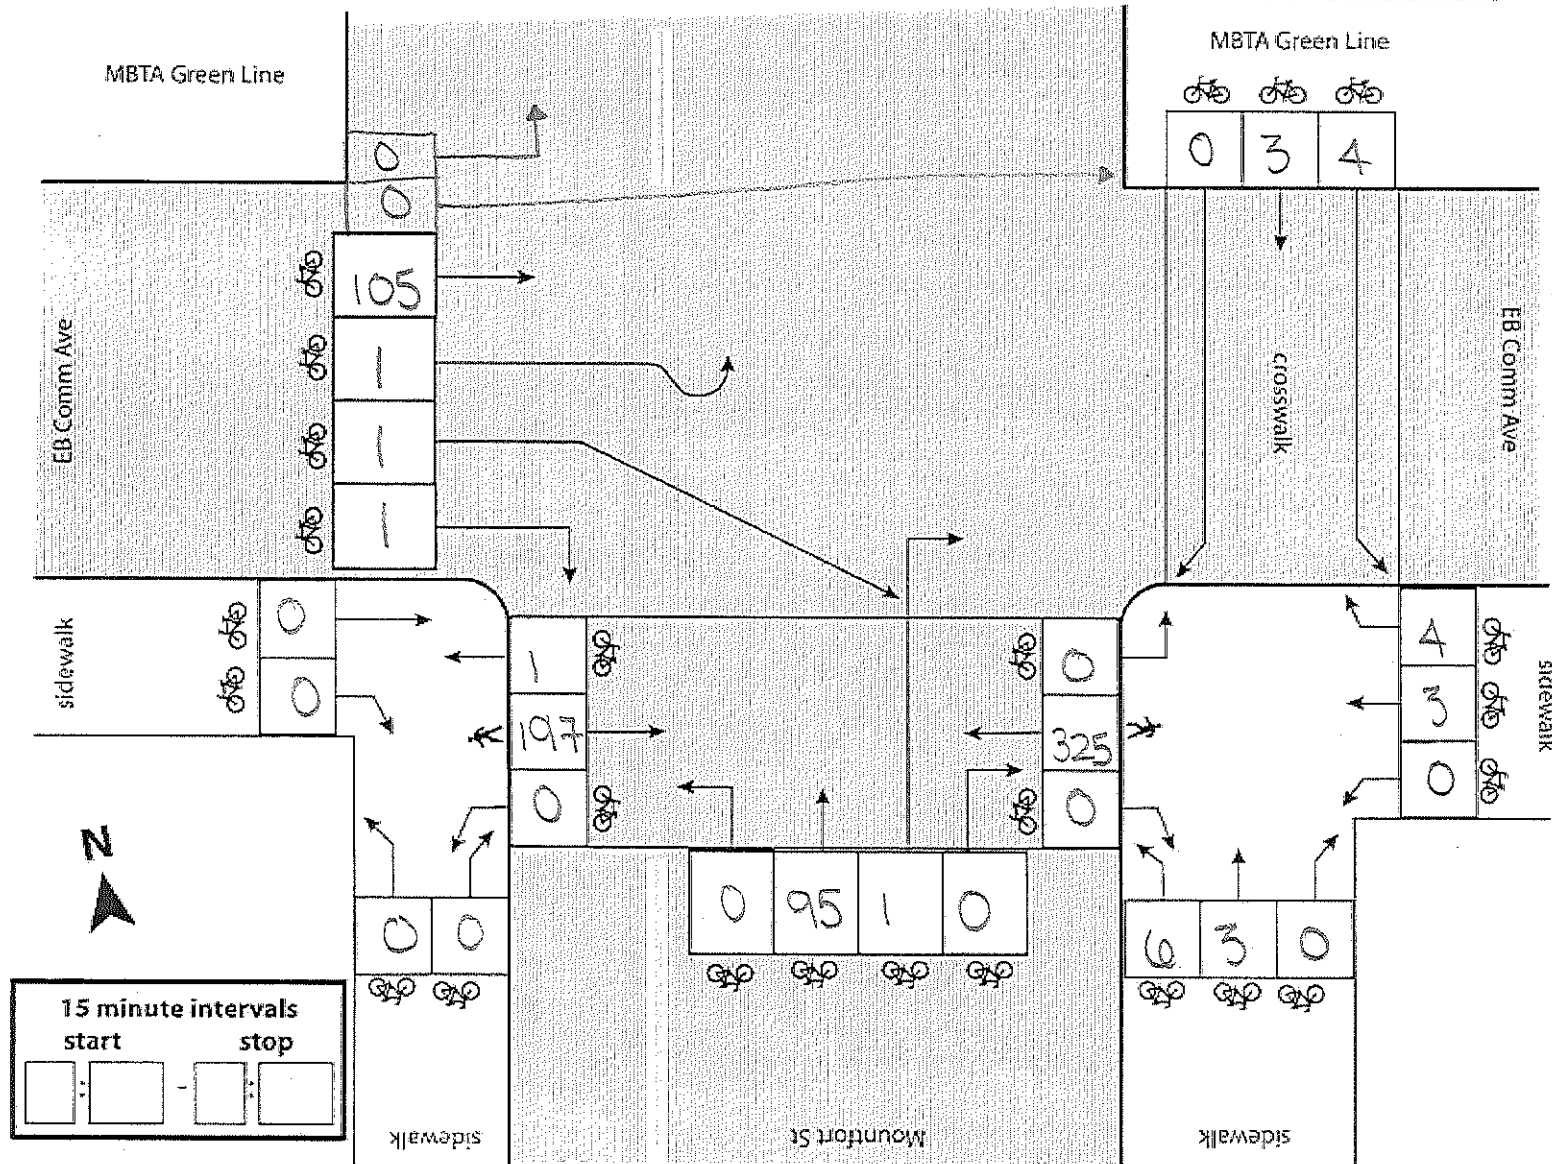 MBTA Green Line
MBTA Green Line
0
0 3 4
0
105
1
1
1
EB Comm Ave
crosswalk
EB Comm Ave
0
0
sidewalk
1
197
0
0
325
0
4
3
0
sidewalk
N
0 0
0 95 1 0
6 3 0
15 minute intervals
start stop
: - :
sidewalk
Mountfort St
sidewalk